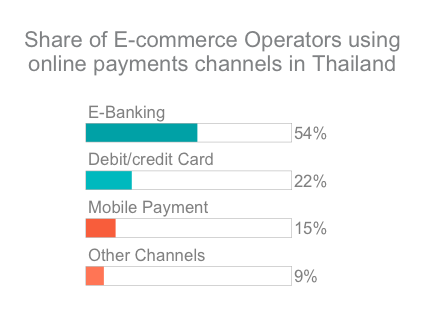 Share of E-commerce Operators using
online payments channels in Thailand
E-Banking
54%
Debit/credit Card
22%
Mobile Payment
15%
Other Channels
9%